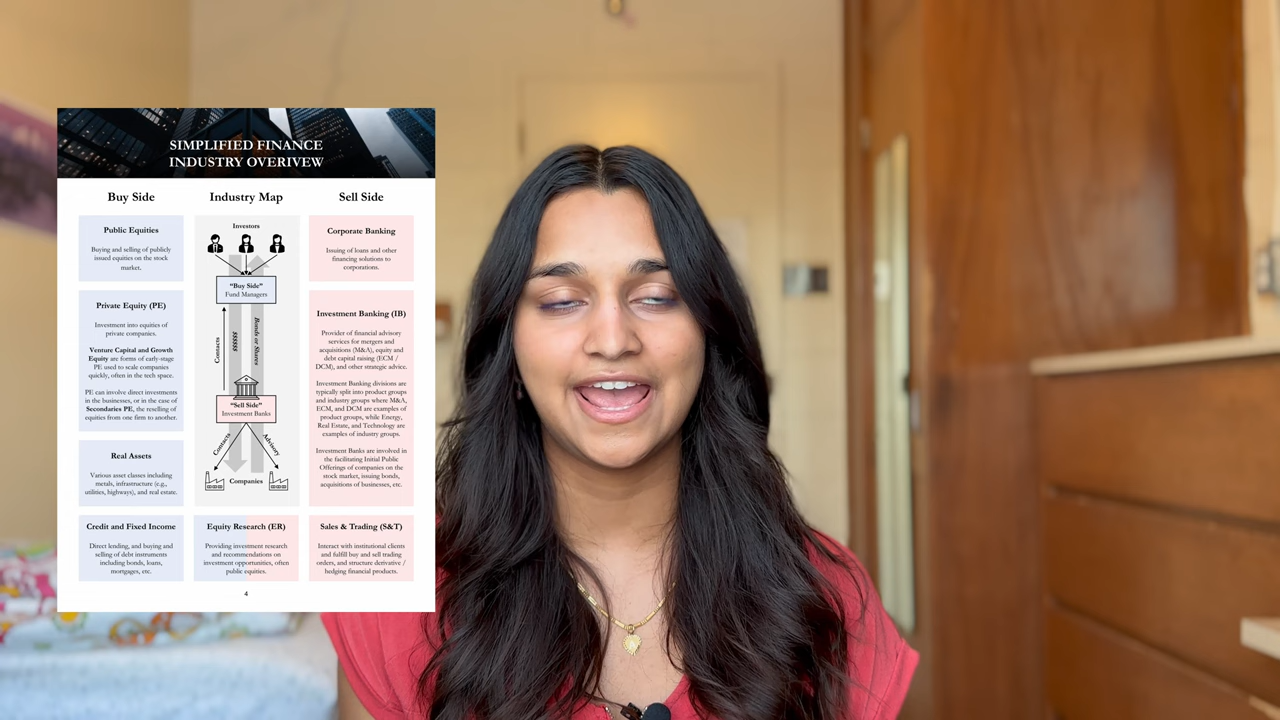 SIMPLIFIED FINANCE
INDUSTRY OVERIVEW
Buy Side
Public Equities
Buying and selling of publicly
issued equities on the stock
market.
Private Equity (PE)
Investment into equities of
private companies.
Venture Capital and Growth
Equity are forms of early-stage
PE used to scale companies
quickly, often in the tech space.
PE can involve direct investments
in the businesses, or in the case of
Secondaries PE, the reselling of
equities from one firm to another.
Real Assets
Various asset classes including
metals, infrastructure (e.g.,
utilities, highways), and real estate.
Credit and Fixed Income
Direct lending, and buying and
selling of debt instruments
including bonds, loans,
mortgages, etc.
Industry Map
Investors
"Buy Side"
Fund Managers
Contacts
$$$$$$
Bonds or Shares
"Sell Side"
Investment Banks
Contacts
Advisory
Companies
Equity Research (ER)
Providing investment research
and recommendations on
investment opportunities, often
public equities.
Sell Side
Corporate Banking
Issuing of loans and other
financing solutions to
corporations.
Investment Banking (IB)
Provider of financial advisory
services for mergers and
acquisitions (M&A), equity and
debt capital raising (ECM /
DCM), and other strategic advice.
Investment Banking divisions are
typically split into product groups
and industry groups where M&A,
ECM, and DCM are examples of
product groups, while Energy,
Real Estate, and Technology are
examples of industry groups.
Investment Banks are involved in
the facilitating Initial Public
Offerings of companies on the
stock market, issuing bonds,
acquisitions of businesses, etc.
Sales & Trading (S&T)
Interact with institutional clients
and fulfill buy and sell trading
orders, and structure derivative /
hedging financial products.
4